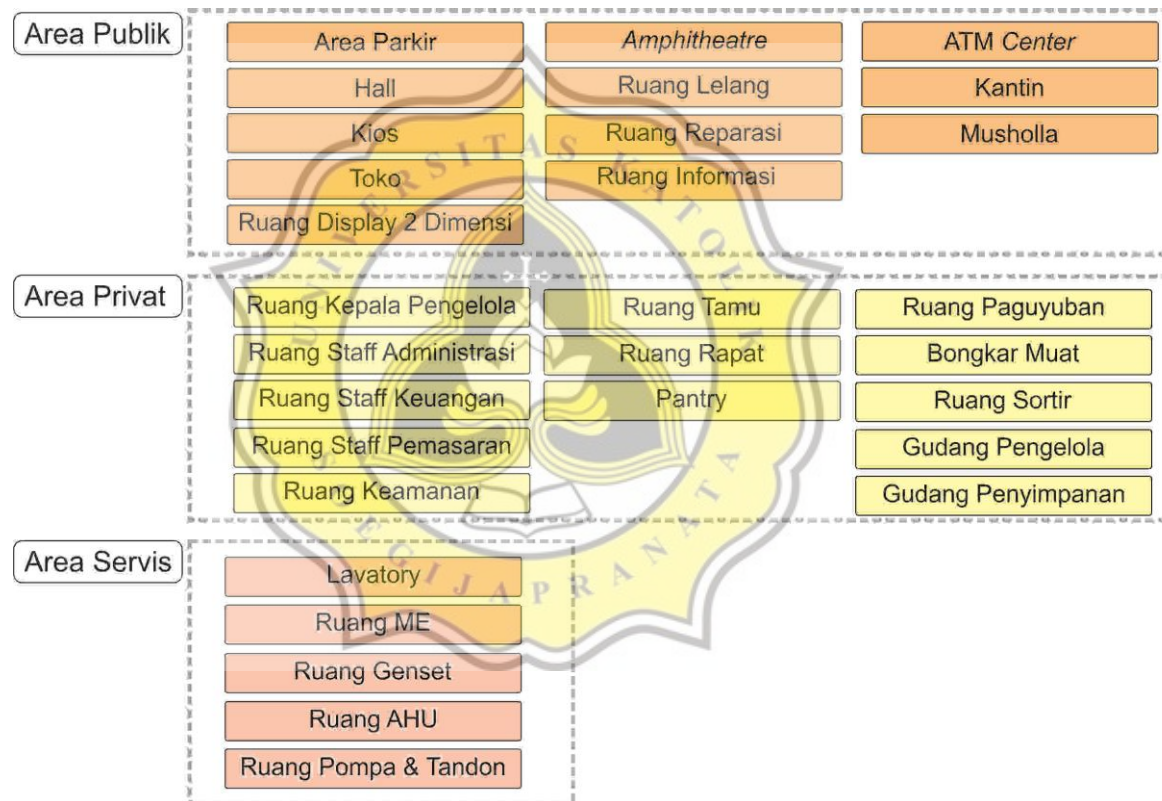 Area Publik
Area Parkir
Hall
Kios
Toko
Ruang Display 2 Dimensi
Amphitheatre
Ruang Lelang
Ruang Reparasi
Ruang Informasi
ATM Center
Kantin
Musholla
Area Privat
Ruang Kepala Pengelola
Ruang Staff Administrasi
Ruang Staff Keuangan
Ruang Staff Pemasaran
Ruang Keamanan
Ruang Tamu
Ruang Rapat
Pantry
Ruang Paguyuban
Bongkar Muat
Ruang Sortir
Gudang Pengelola
Gudang Penyimpanan
Area Servis
Lavatory
Ruang ME
Ruang Genset
Ruang AHU
Ruang Pompa & Tandon
UNIVERSITAS KATOLIK
SOEGIJAPRANATA